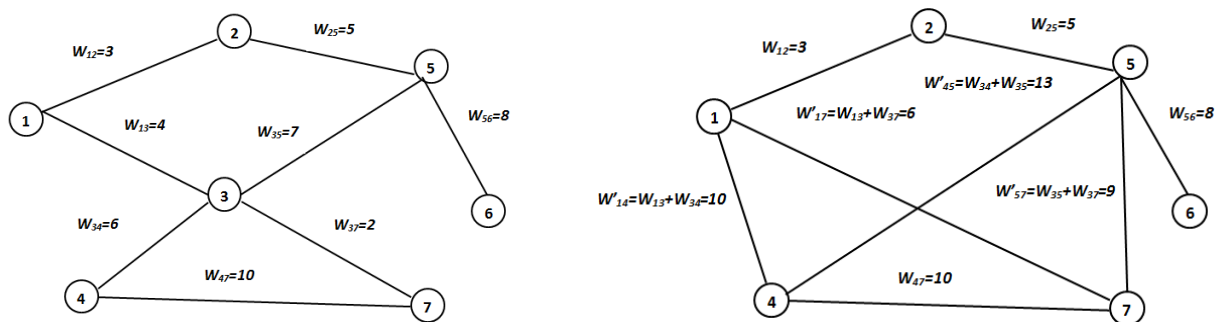 2
W₂₅=5
W₁₂=3
5
1
W₁₃=4
W₃₅=7
W₅₆=8
3
6
W₃₄=6
W₃₇=2
W₄₇=10
4
7
2
W₂₅=5
W₁₂=3
5
W'₄₅=W₃₄+W₃₅=13
1
W'₁₇=W₁₃+W₃₇=6
W₅₆=8
W'₁₄=W₁₃+W₃₄=10
W'₅₇=W₃₅+W₃₇=9
6
W₄₇=10
4
7